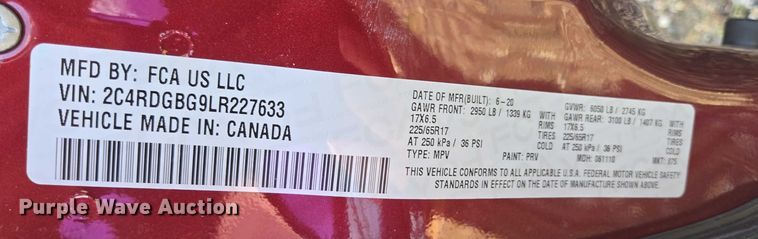 MFD BY: FCA US LLC
VIN: 2C4RDGBG9LR227633
VEHICLE MADE IN: CANADA
DATE OF MFR(BUILT): 6-20 GVWR: 6050 LB / 2745 KG
GAWR FRONT: 2950 LB / 1339 KG WITH GAWR REAR: 3100 LB / 1407 KG WITH
17X6.5 RIMS 17X6.5 RIMS
225/65R17 TIRES 225/65R17 TIRES
AT 250 kPa / 36 PSI COLD AT 250 kPa / 36 PSI COLD
TYPE: MPV PAINT: PRV MDH: 061110 MKT: 
THIS VEHICLE CONFORMS TO ALL APPLICABLE U.S.A. FEDERAL MOTOR VEHICLE SAFETY
STANDARDS IN EFFECT ON THE DATE OF MANUFACTURE SHOWN ABOVE.
Purple Wave Auction